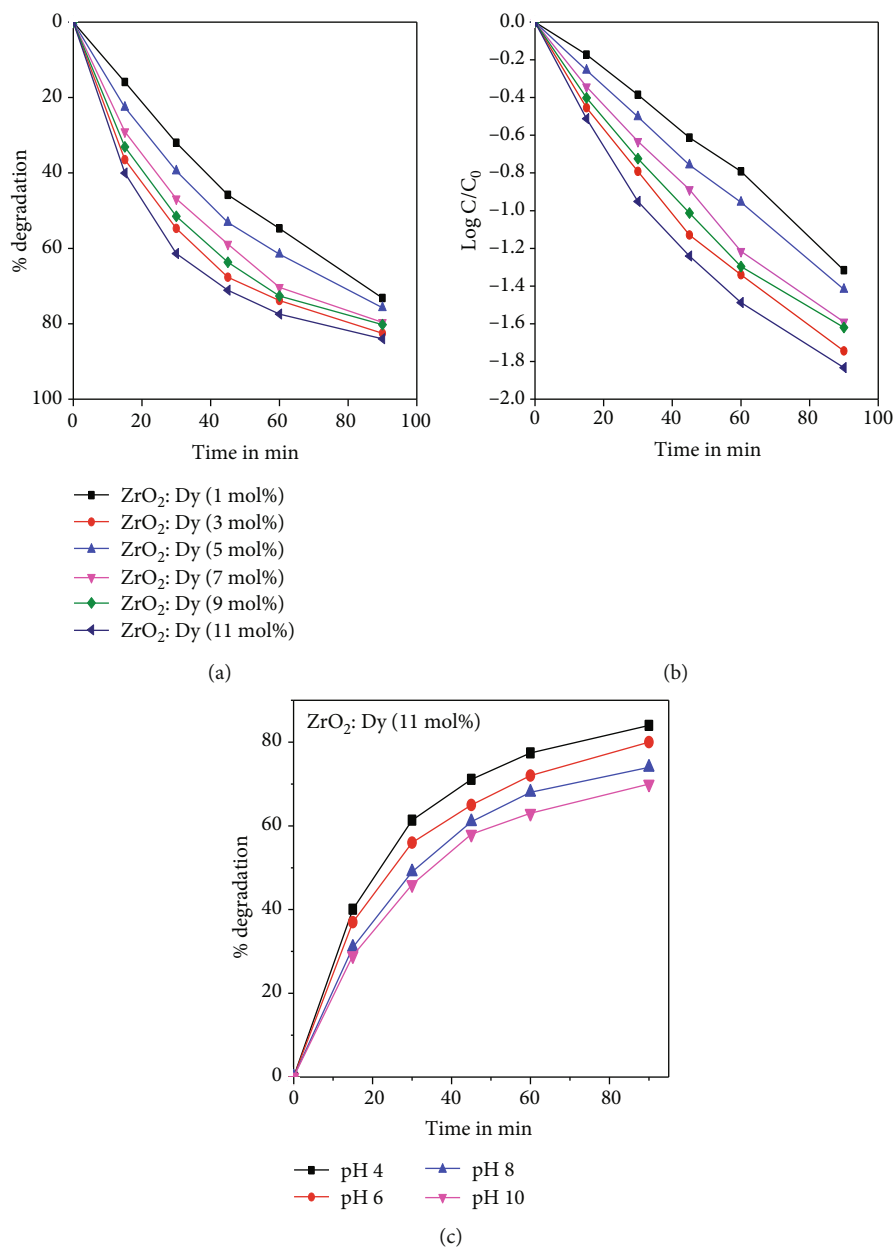 0
20
40
60
80
100
% degradation
0 20 40 60 80 100
Time in min
0.0
−0.2
−0.4
−0.6
−0.8
−1.0
−1.2
−1.4
−1.6
−1.8
−2.0
Log C/C₀
0 20 40 60 80 100
Time in min
ZrO₂: Dy (1 mol%)
ZrO₂: Dy (3 mol%)
ZrO₂: Dy (5 mol%)
ZrO₂: Dy (7 mol%)
ZrO₂: Dy (9 mol%)
ZrO₂: Dy (11 mol%)
(a)
(b)
ZrO₂: Dy (11 mol%)
80
60
40
20
0
% degradation
0 20 40 60 80
Time in min
pH 4
pH 6
pH 8
pH 10
(c)